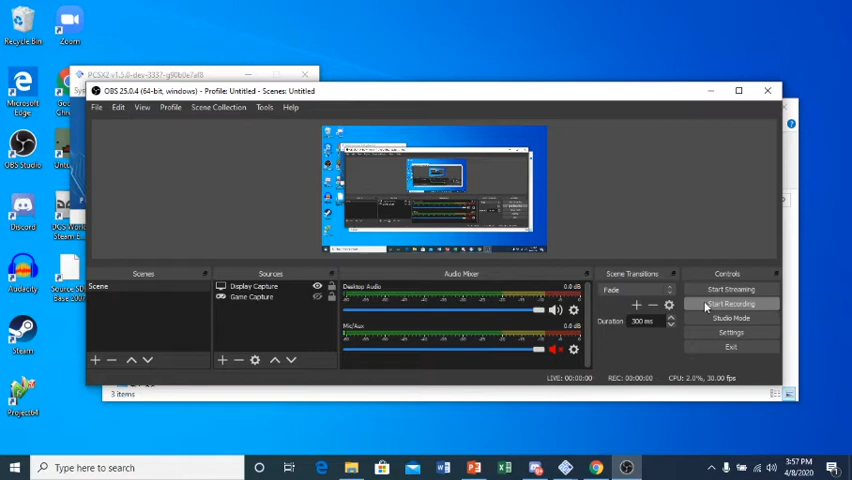 Recycle Bin
Zoom
PCSX2 v1.5.0-dev-3337-g90b0e7af8
OBS 25.0.4 (64-bit, windows) - Profile: Untitled - Scenes: Untitled
File Edit View Profile Scene Collection Tools Help
Microsoft Edge
OBS Studio
Discord
Audacity
Steam
Project64
Scenes
Scene
Sources
Display Capture
Game Capture
Audio Mixer
Desktop Audio 0.0 dB
Mic/Aux 0.0 dB
Scene Transitions
Fade
Duration 300 ms
Controls
Start Streaming
Start Recording
Studio Mode
Settings
Exit
LIVE: 00:00:00 REC: 00:00:00 CPU: 2.0%, 30.00 fps
3 items
Type here to search
3:57 PM
4/8/2020